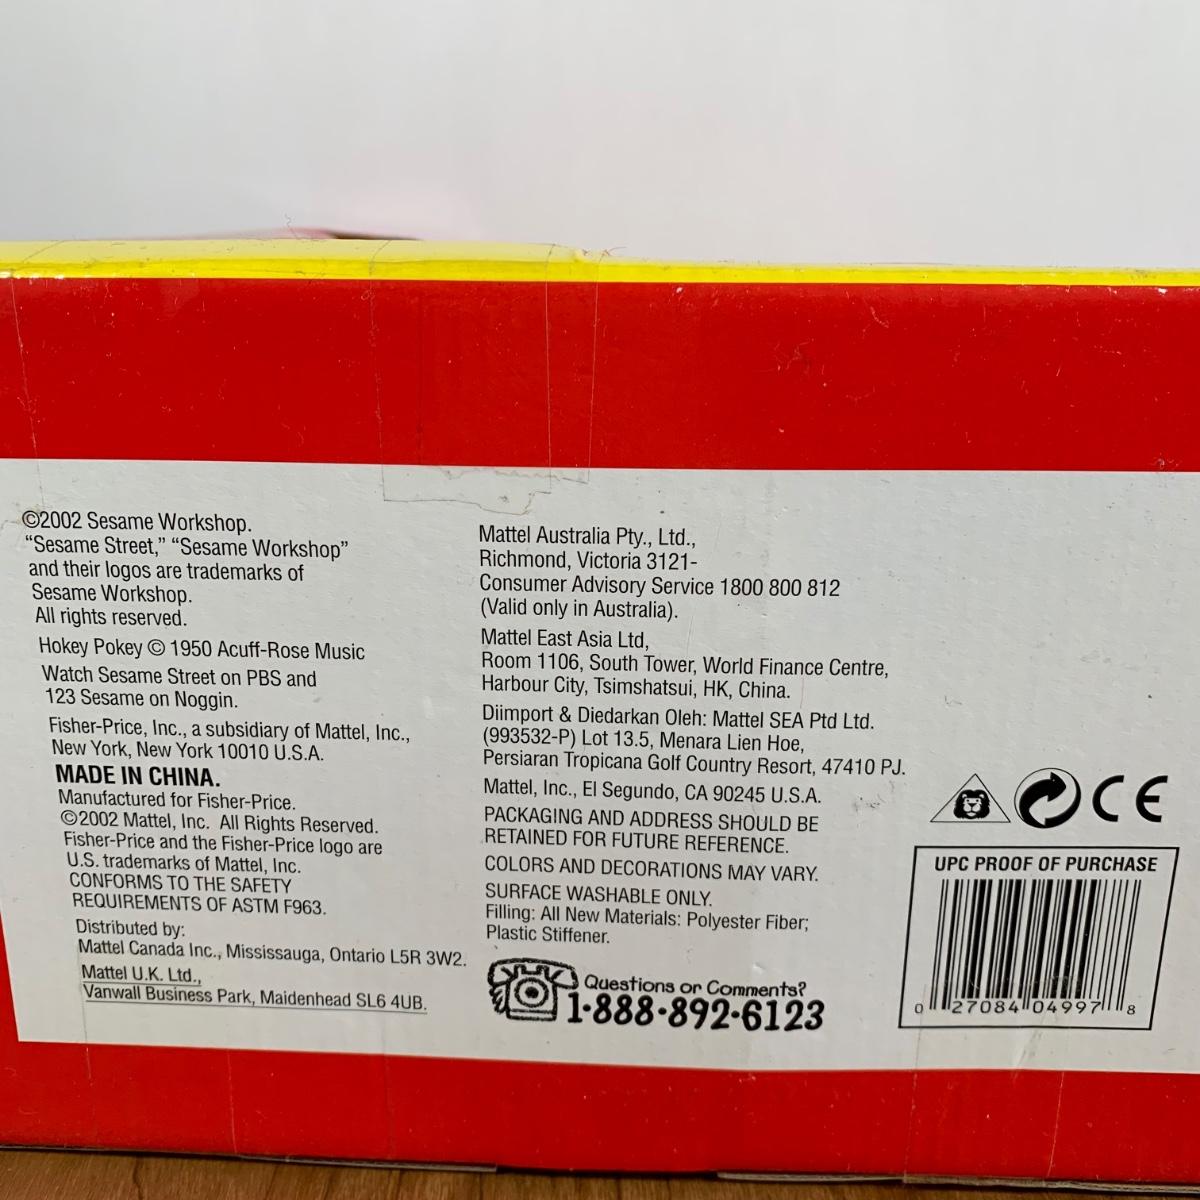 ©2002 Sesame Workshop.
“Sesame Street,” “Sesame Workshop”
and their logos are trademarks of
Sesame Workshop.
All rights reserved.
Hokey Pokey © 1950 Acuff-Rose Music
Watch Sesame Street on PBS and
123 Sesame on Noggin.
Fisher-Price, Inc., a subsidiary of Mattel, Inc.,
New York, New York 10010 U.S.A.
MADE IN CHINA.
Manufactured for Fisher-Price.
©2002 Mattel, Inc. All Rights Reserved.
Fisher-Price and the Fisher-Price logo are
U.S. trademarks of Mattel, Inc.
CONFORMS TO THE SAFETY
REQUIREMENTS OF ASTM F963.
Distributed by:
Mattel Canada Inc., Mississauga, Ontario L5R 3W2.
Mattel U.K. Ltd.,
Vanwall Business Park, Maidenhead SL6 4UB.
Mattel Australia Pty., Ltd.,
Richmond, Victoria 3121-
Consumer Advisory Service 1800 800 812
(Valid only in Australia).
Mattel East Asia Ltd,
Room 1106, South Tower, World Finance Centre,
Harbour City, Tsimshatsui, HK, China.
Diimport & Diedarkan Oleh: Mattel SEA Ptd Ltd.
(993532-P) Lot 13.5, Menara Lien Hoe,
Persiaran Tropicana Golf Country Resort, 47410 PJ.
Mattel, Inc., El Segundo, CA 90245 U.S.A.
PACKAGING AND ADDRESS SHOULD BE
RETAINED FOR FUTURE REFERENCE.
COLORS AND DECORATIONS MAY VARY.
SURFACE WASHABLE ONLY.
Filling: All New Materials: Polyester Fiber;
Plastic Stiffener.
Questions or Comments?
1-888-892-6123
CE
UPC PROOF OF PURCHASE
0 27084 04997 8